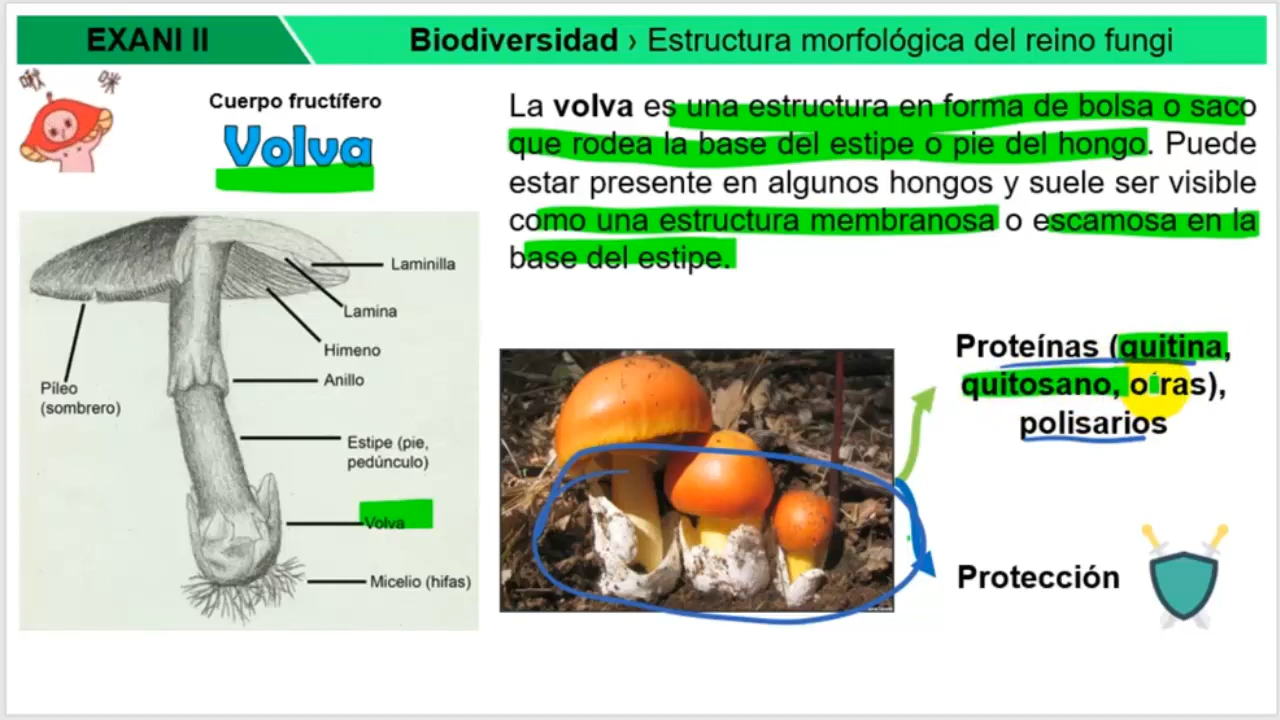 EXANI II
Biodiversidad › Estructura morfológica del reino fungi
Cuerpo fructífero
Volva
La volva es una estructura en forma de bolsa o saco
que rodea la base del estipe o pie del hongo. Puede
estar presente en algunos hongos y suele ser visible
como una estructura membranosa o escamosa en la
base del estipe.
Laminilla
Lamina
Himeno
Anillo
Píleo
(sombrero)
Estipe (pie,
pedúnculo)
Volva
Micelio (hifas)
Proteínas (quitina,
quitosano, otras),
polisarios
Protección